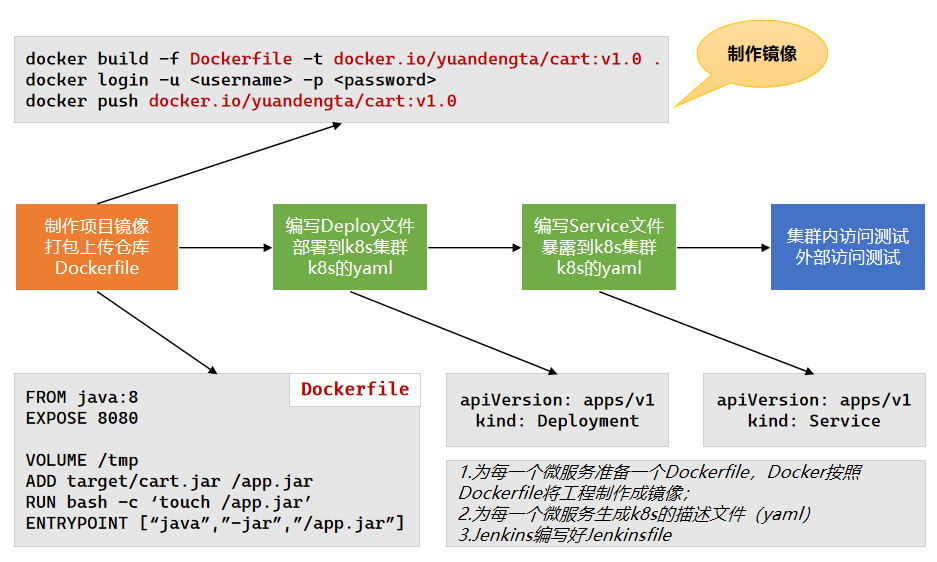 docker build -f Dockerfile -t docker.io/yuandengta/cart:v1.0 .
docker login -u <username> -p <password>
docker push docker.io/yuandengta/cart:v1.0
制作镜像
制作项目镜像
打包上传仓库
Dockerfile
编写Deploy文件
部署到k8s集群
k8s的yaml
编写Service文件
暴露到k8s集群
k8s的yaml
集群内访问测试
外部访问测试
Dockerfile
FROM java:8
EXPOSE 8080
VOLUME /tmp
ADD target/cart.jar /app.jar
RUN bash -c ‘touch /app.jar’
ENTRYPOINT [“java”,”-jar”,”/app.jar”]
apiVersion: apps/v1
kind: Deployment
apiVersion: apps/v1
kind: Service
1.为每一个微服务准备一个Dockerfile，Docker按照
Dockerfile将工程制作成镜像；
2.为每一个微服务生成k8s的描述文件（yaml）
3.Jenkins编写好Jenkinsfile